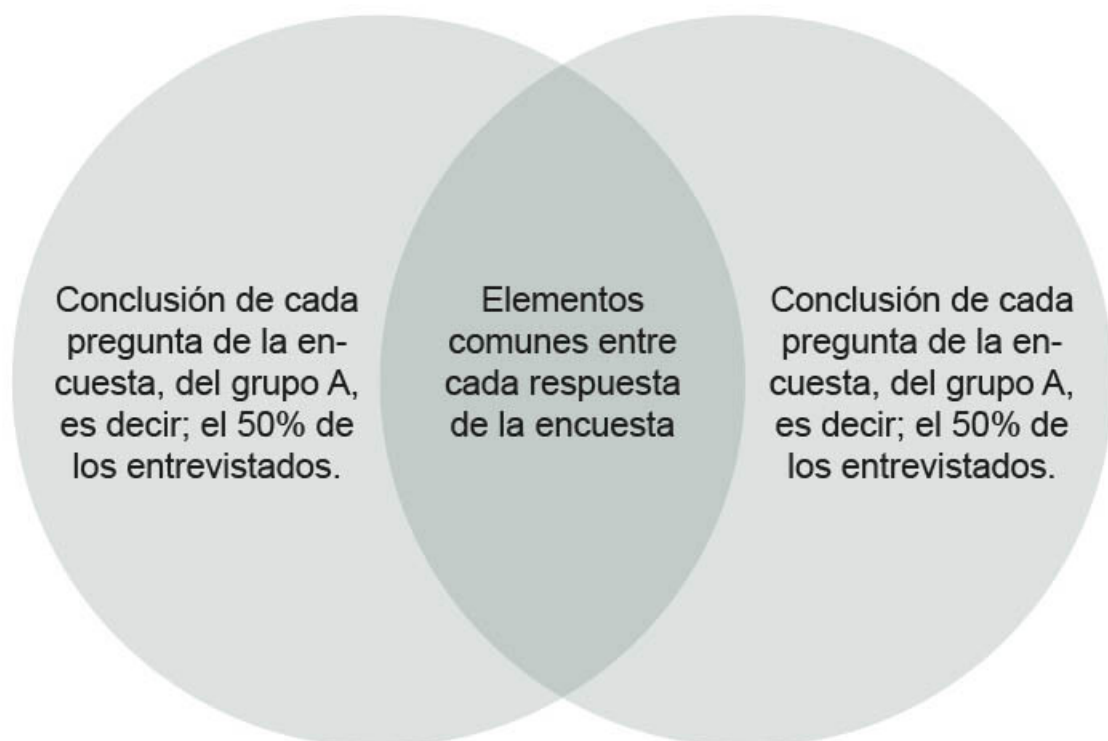 Conclusión de cada
pregunta de la en-
cuesta, del grupo A,
es decir; el 50% de
los entrevistados.
Elementos
comunes entre
cada respuesta
de la encuesta
Conclusión de cada
pregunta de la en-
cuesta, del grupo A,
es decir; el 50% de
los entrevistados.